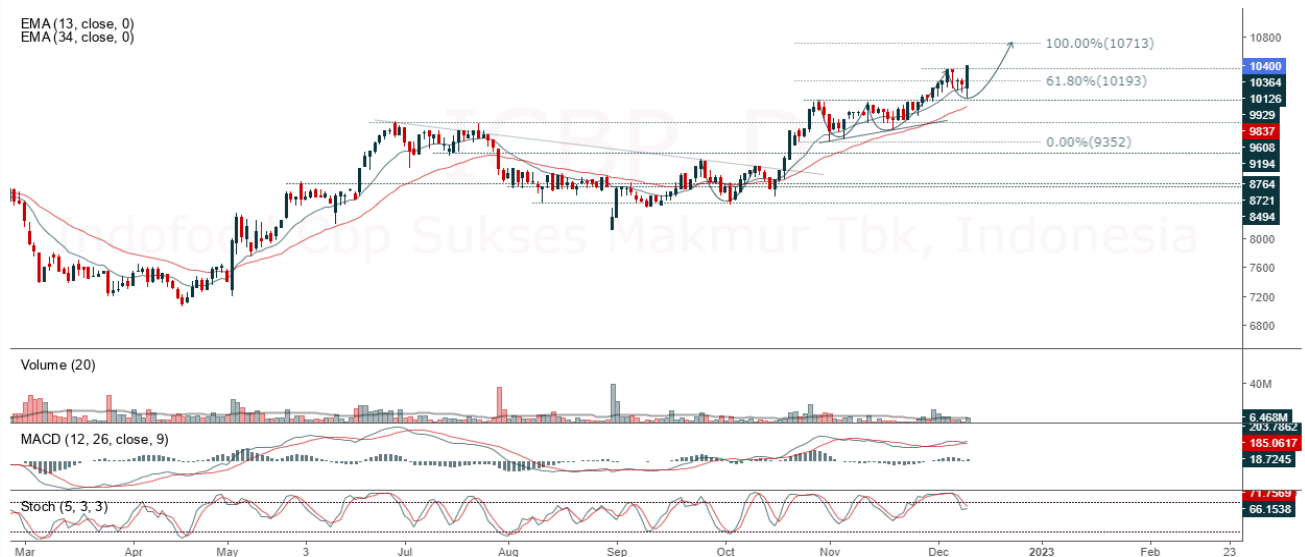 EMA (13, close, 0)
EMA (34, close, 0)
ICBP, D
Indofood Cbp Sukses Makmur Tbk, Indonesia
100.00%(10713)
61.80%(10193)
0.00%(9352)
10800
10400
10364
10126
9929
9837
9608
9194
8764
8721
8494
8000
7600
7200
6800
Volume (20)
40M
6.468M
MACD (12, 26, close, 9)
203.7862
185.0617
18.7245
Stoch (5, 3, 3)
71.7569
66.1538
Mar Apr May 3 Jul Aug Sep Oct Nov Dec 2023 Feb 23